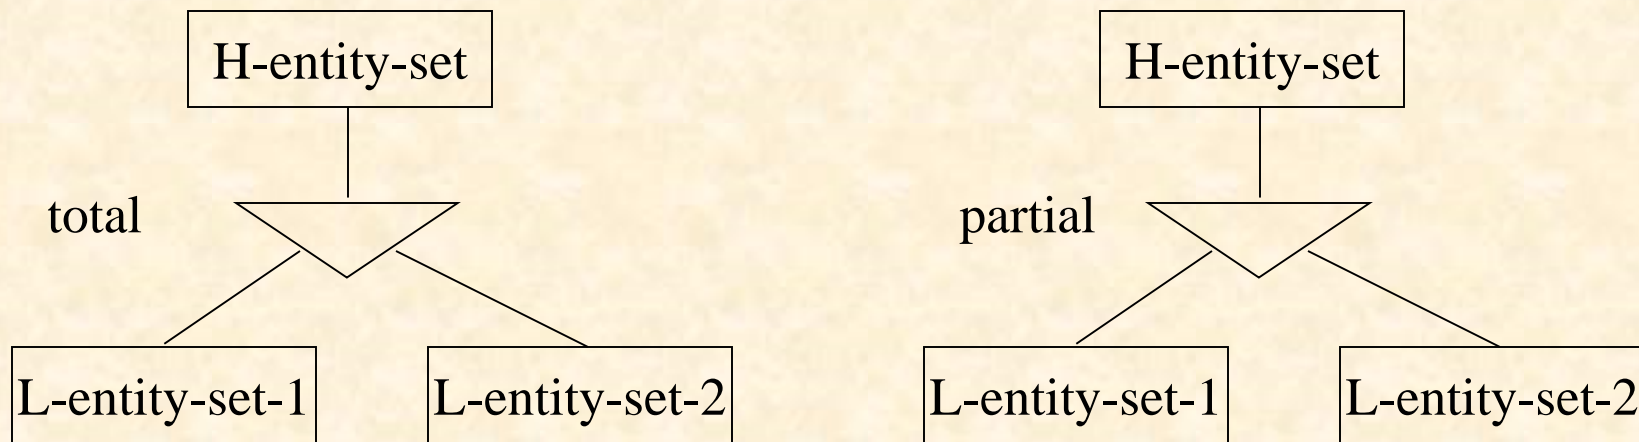 H-entity-set
total
L-entity-set-1
L-entity-set-2
H-entity-set
partial
L-entity-set-1
L-entity-set-2